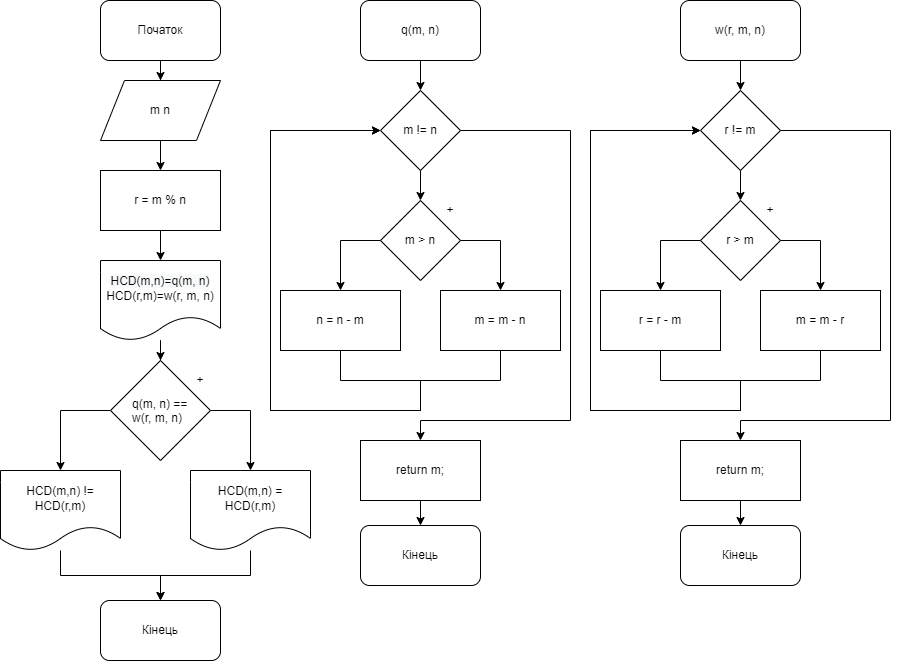 Початок
m n
r = m % n
HCD(m,n)=q(m, n)
HCD(r,m)=w(r, m, n)
+
q(m, n) ==
w(r, m, n)
HCD(m,n) !=
HCD(r,m)
HCD(m,n) =
HCD(r,m)
Кінець
q(m, n)
m != n
+
m > n
n = n - m
m = m - n
return m;
Кінець
w(r, m, n)
r != m
+
r > m
r = r - m
m = m - r
return m;
Кінець